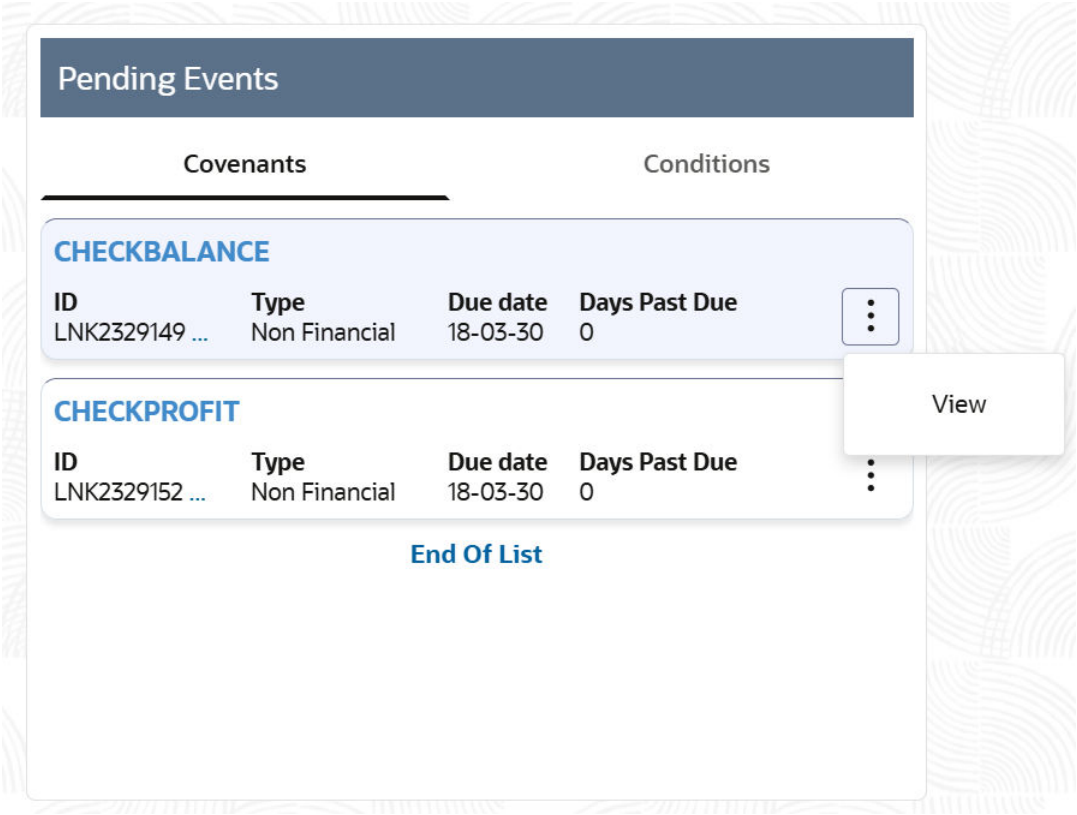 Pending Events
Covenants Conditions
CHECKBALANCE
ID Type Due date Days Past Due
LNK2329149 ... Non Financial 18-03-30 0
View
CHECKPROFIT
ID Type Due date Days Past Due
LNK2329152 ... Non Financial 18-03-30 0
End Of List